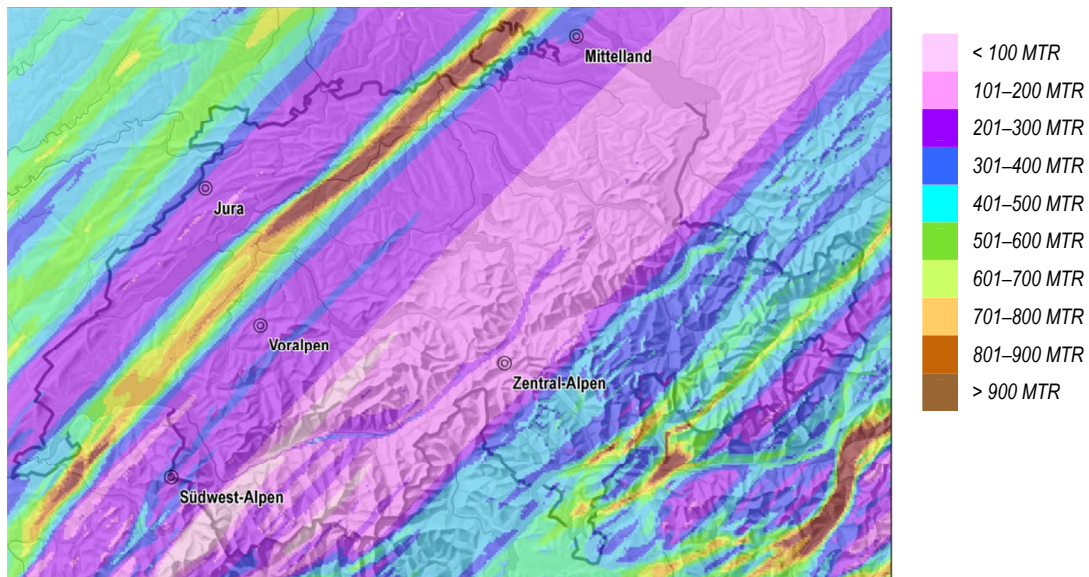 Mittelland
Jura
Voralpen
Zentral-Alpen
Südwest-Alpen
< 100 MTR
101–200 MTR
201–300 MTR
301–400 MTR
401–500 MTR
501–600 MTR
601–700 MTR
701–800 MTR
801–900 MTR
> 900 MTR